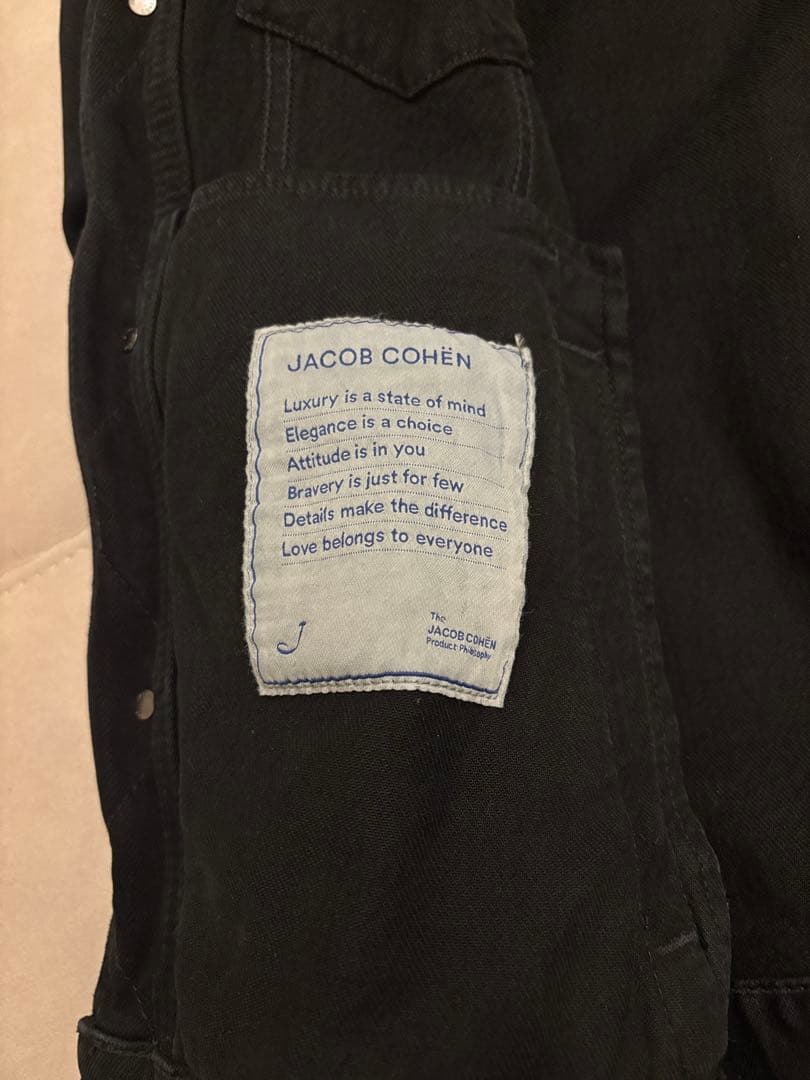 JACOB COHËN
Luxury is a state of mind
Elegance is a choice
Attitude is in you
Bravery is just for few
Details make the difference
Love belongs to everyone
J
The
JACOB COHËN
Product Philosophy